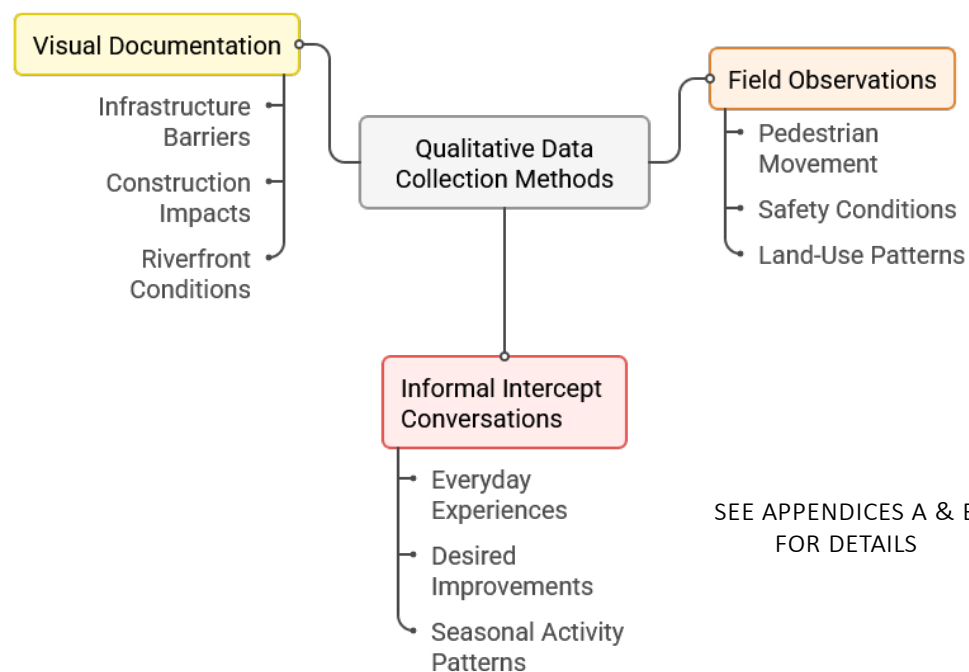 Visual Documentation
Infrastructure
Barriers
Construction
Impacts
Riverfront
Conditions
Qualitative Data
Collection Methods
Field Observations
Pedestrian
Movement
Safety Conditions
Land-Use Patterns
Informal Intercept
Conversations
Everyday
Experiences
Desired
Improvements
Seasonal Activity
Patterns
SEE APPENDICES A &
FOR DETAILS